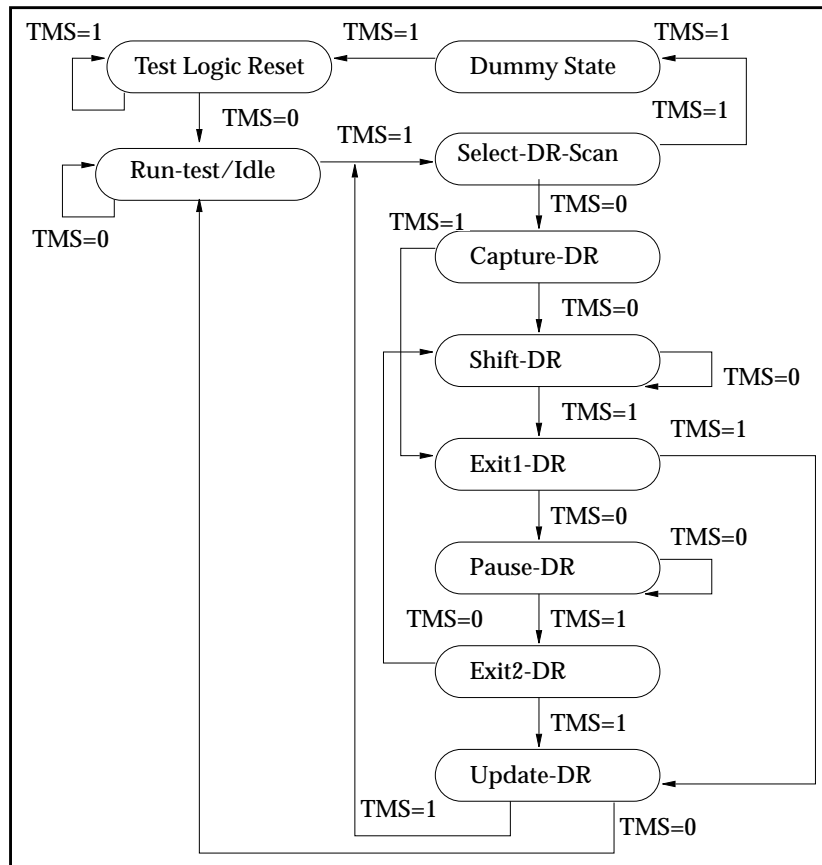 TMS=1
TMS=1
TMS=1
Test Logic Reset
Dummy State
TMS=0
TMS=1
TMS=1
Run-test/Idle
Select-DR-Scan
TMS=0
TMS=0
TMS=1
Capture-DR
TMS=0
Shift-DR
TMS=0
TMS=1
TMS=1
Exit1-DR
TMS=0
TMS=0
Pause-DR
TMS=0
TMS=1
Exit2-DR
TMS=1
Update-DR
TMS=1
TMS=0